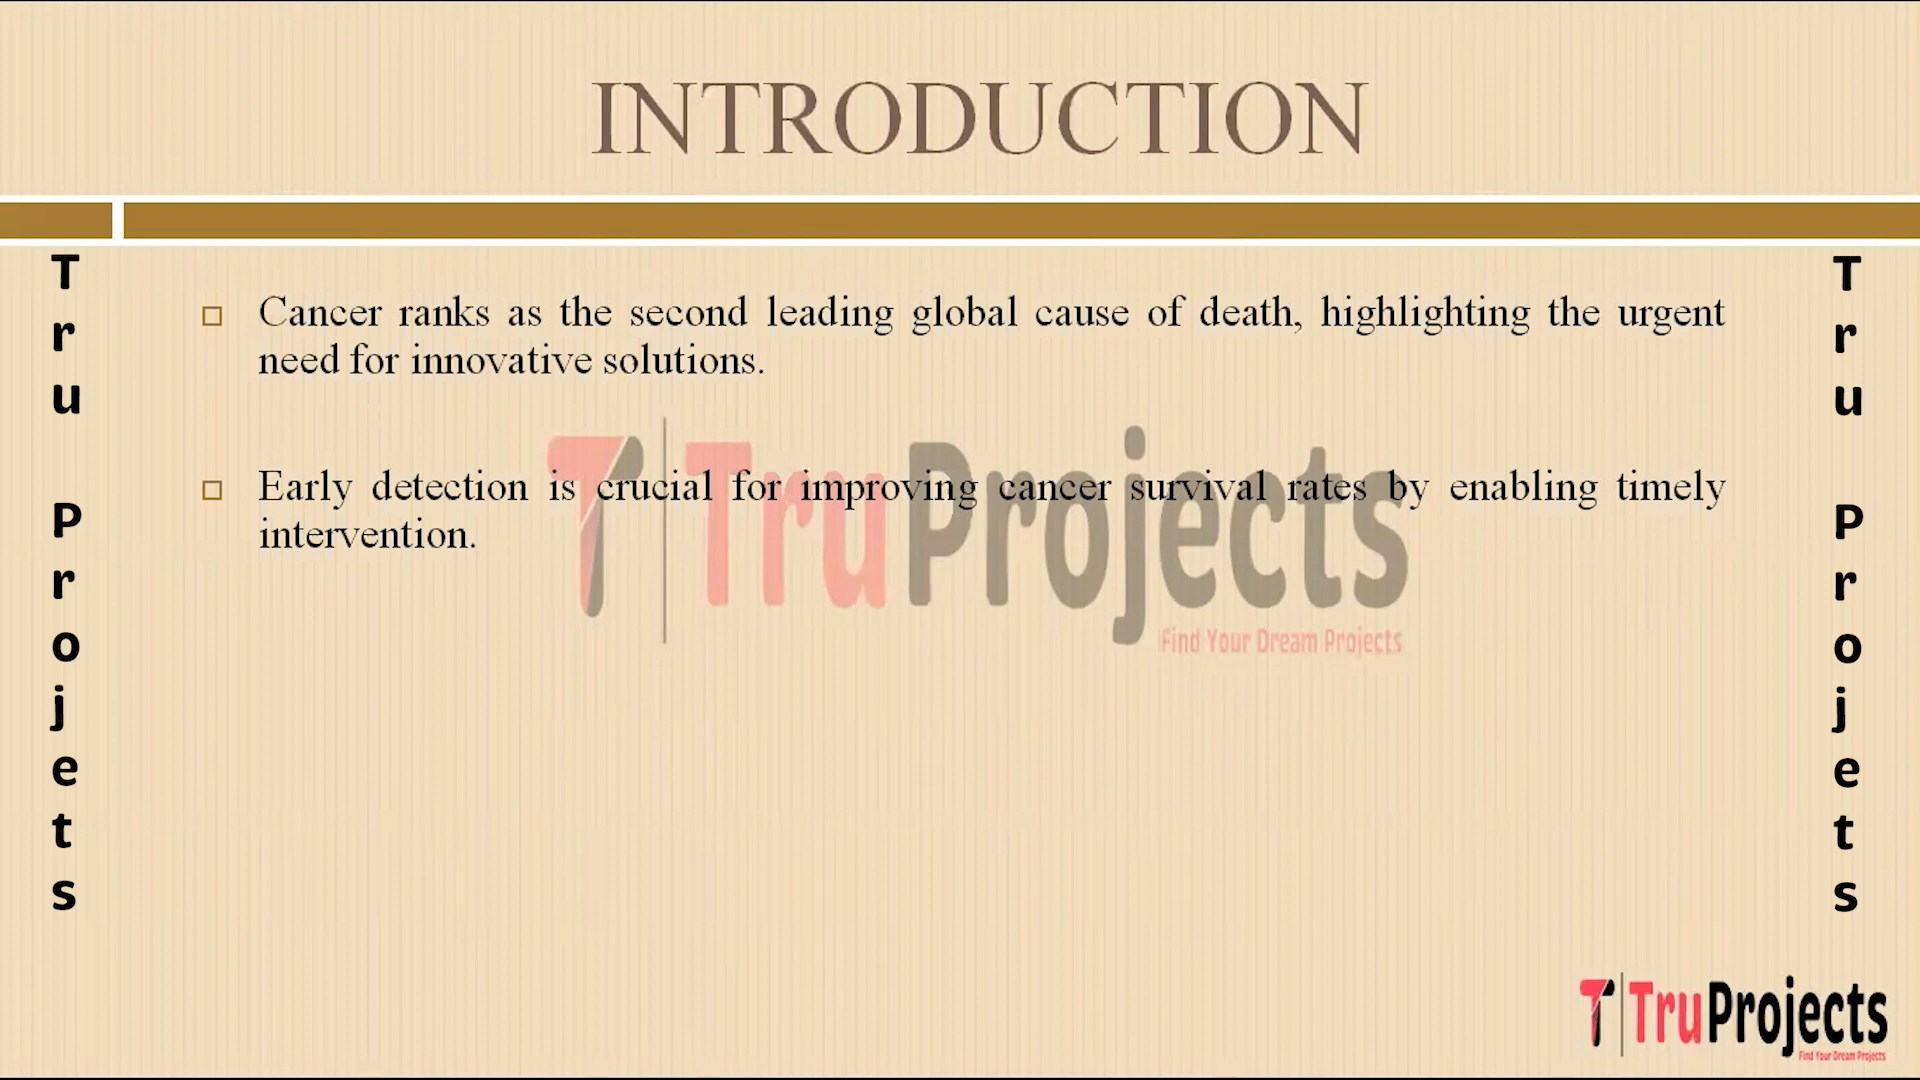 INTRODUCTION
Tru Projets
Cancer ranks as the second leading global cause of death, highlighting the urgent
need for innovative solutions.
Early detection is crucial for improving cancer survival rates by enabling timely
intervention.
TruProjects
Find Your Dream Projects
Tru Projets
TruProjects
Find Your Dream Projects